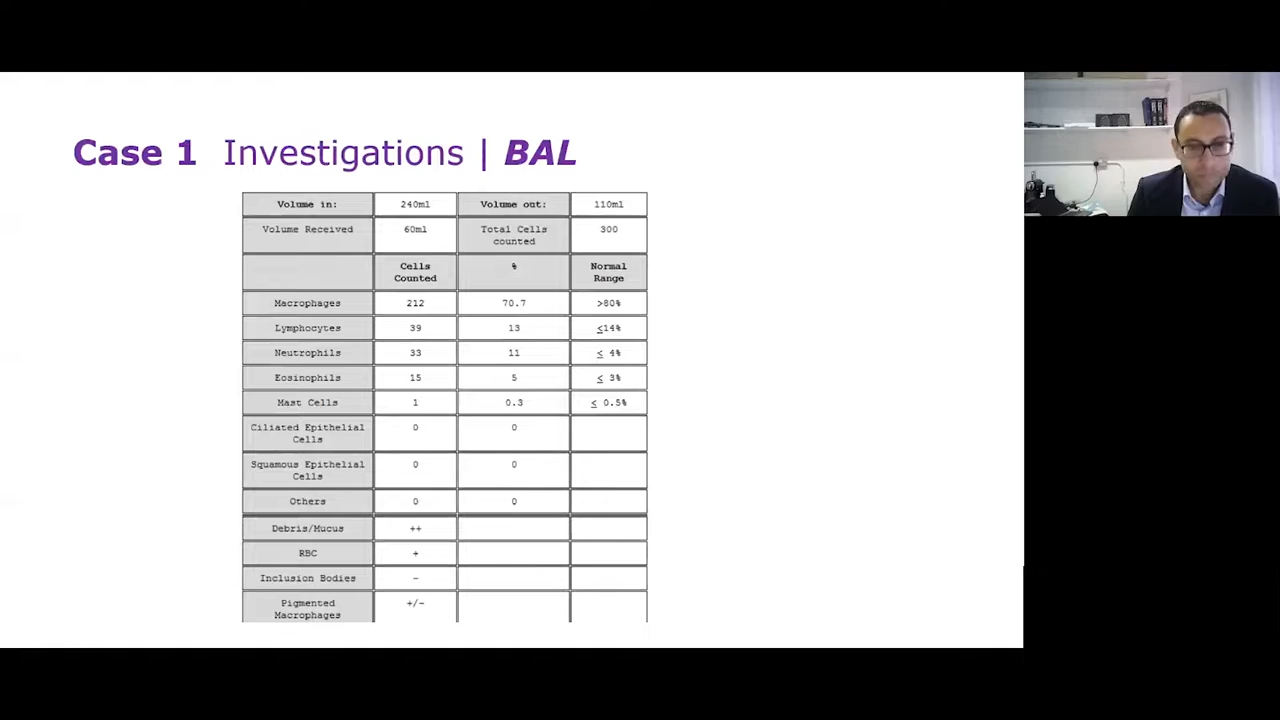 Case 1 Investigations | BAL
Volume in: 240ml Volume out: 110ml
Volume Received 60ml Total Cells counted 300
Cells Counted % Normal Range
Macrophages 212 70.7 >80%
Lymphocytes 39 13 ≤14%
Neutrophils 33 11 ≤ 4%
Eosinophils 15 5 ≤ 3%
Mast Cells 1 0.3 ≤ 0.5%
Ciliated Epithelial Cells 0 0
Squamous Epithelial Cells 0 0
Others 0 0
Debris/Mucus ++
RBC +
Inclusion Bodies -
Pigmented Macrophages +/-